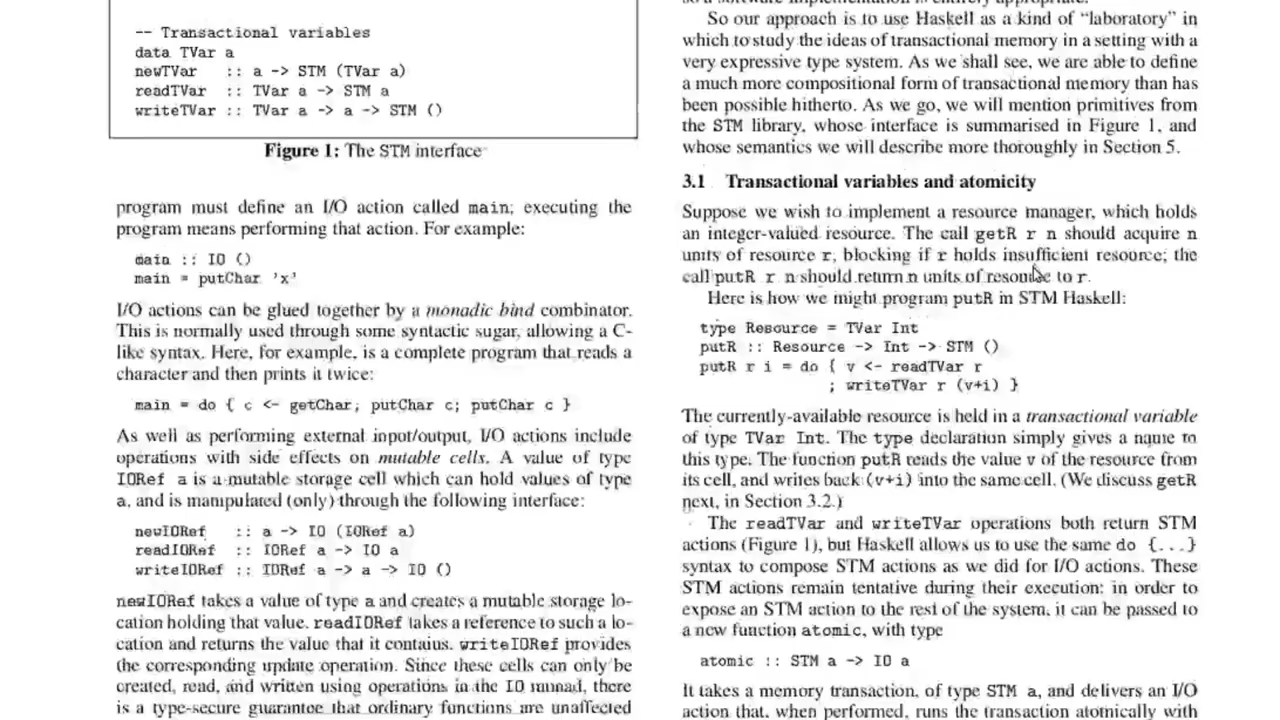 -- Transactional variables
data TVar a
newTVar   :: a -> STM (TVar a)
readTVar  :: TVar a -> STM a
writeTVar :: TVar a -> a -> STM ()
Figure 1: The STM interface
program must define an I/O action called main; executing the
program means performing that action. For example:
main :: IO ()
main = putChar 'x'
I/O actions can be glued together by a monadic bind combinator.
This is normally used through some syntactic sugar, allowing a C-
like syntax. Here, for example, is a complete program that reads a
character and then prints it twice:
main = do { c <- getChar; putChar c; putChar c }
As well as performing external input/output, I/O actions include
operations with side effects on mutable cells. A value of type
IORef a is a mutable storage cell which can hold values of type
a, and is manipulated (only) through the following interface:
newIORef   :: a -> IO (IORef a)
readIORef  :: IORef a -> IO a
writeIORef :: IORef a -> a -> IO ()
newIORef takes a value of type a and creates a mutable storage lo-
cation holding that value. readIORef takes a reference to such a lo-
cation and returns the value that it contains. writeIORef provides
the corresponding update operation. Since these cells can only be
created, read, and written using operations in the IO monad, there
is a type-secure guarantee that ordinary functions are unaffected
so a software implementation is entirely appropriate.
So our approach is to use Haskell as a kind of "laboratory" in
which to study the ideas of transactional memory in a setting with a
very expressive type system. As we shall see, we are able to define
a much more compositional form of transactional memory than has
been possible hitherto. As we go, we will mention primitives from
the STM library, whose interface is summarised in Figure 1, and
whose semantics we will describe more thoroughly in Section 5.
3.1 Transactional variables and atomicity
Suppose we wish to implement a resource manager, which holds
an integer-valued resource. The call getR r n should acquire n
units of resource r, blocking if r holds insufficient resource; the
call putR r n should return n units of resource to r.
Here is how we might program putR in STM Haskell:
type Resource = TVar Int
putR :: Resource -> Int -> STM ()
putR r i = do { v <- readTVar r
; writeTVar r (v+i) }
The currently-available resource is held in a transactional variable
of type TVar Int. The type declaration simply gives a name to
this type. The function putR reads the value v of the resource from
its cell, and writes back (v+i) into the same cell. (We discuss getR
next, in Section 3.2.)
The readTVar and writeTVar operations both return STM
actions (Figure 1), but Haskell allows us to use the same do {...}
syntax to compose STM actions as we did for I/O actions. These
STM actions remain tentative during their execution: in order to
expose an STM action to the rest of the system, it can be passed to
a new function atomic, with type
atomic :: STM a -> IO a
It takes a memory transaction, of type STM a, and delivers an I/O
action that, when performed, runs the transaction atomically with